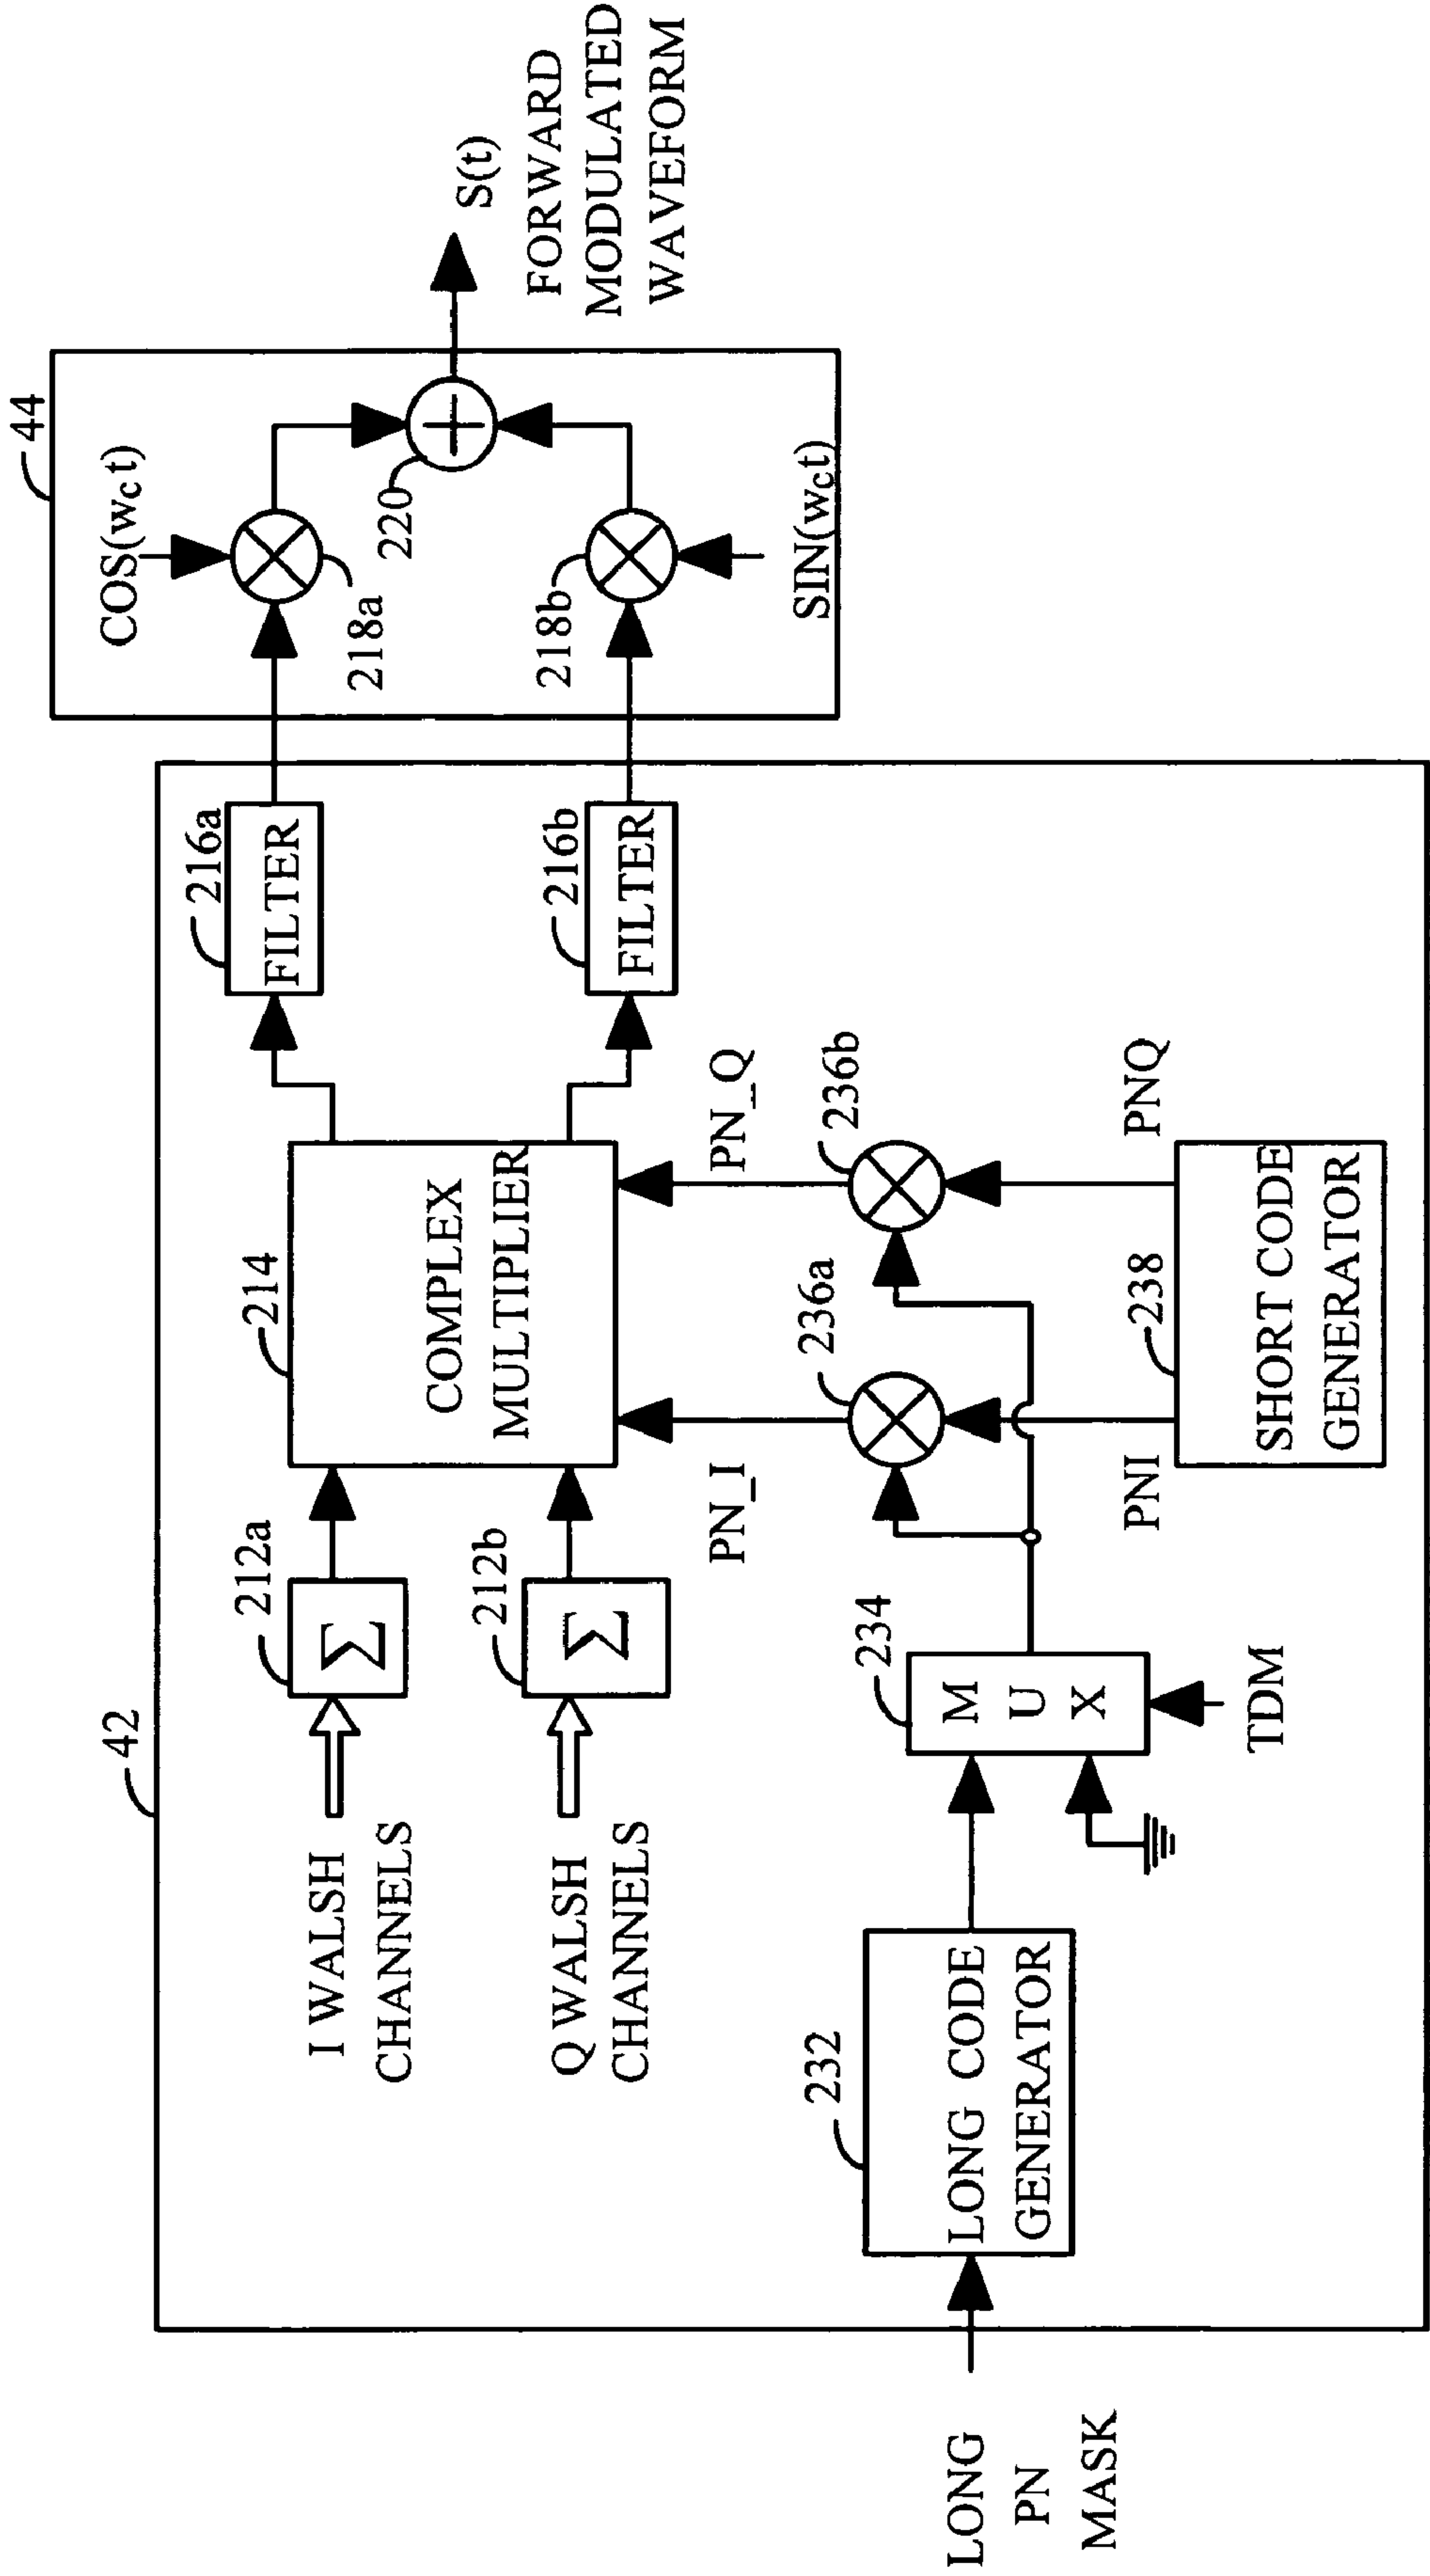 42
44
I WALSH
CHANNELS
212a
Σ
214
COMPLEX
MULTIPLIER
216a
FILTER
COS(wct)
218a
220
S(t)
FORWARD
MODULATED
WAVEFORM
Q WALSH
CHANNELS
212b
Σ
216b
FILTER
218b
SIN(wct)
PN_I
PN_Q
236a
236b
LONG
PN
MASK
232
LONG CODE
GENERATOR
234
M
U
X
TDM
PNI
PNQ
238
SHORT CODE
GENERATOR